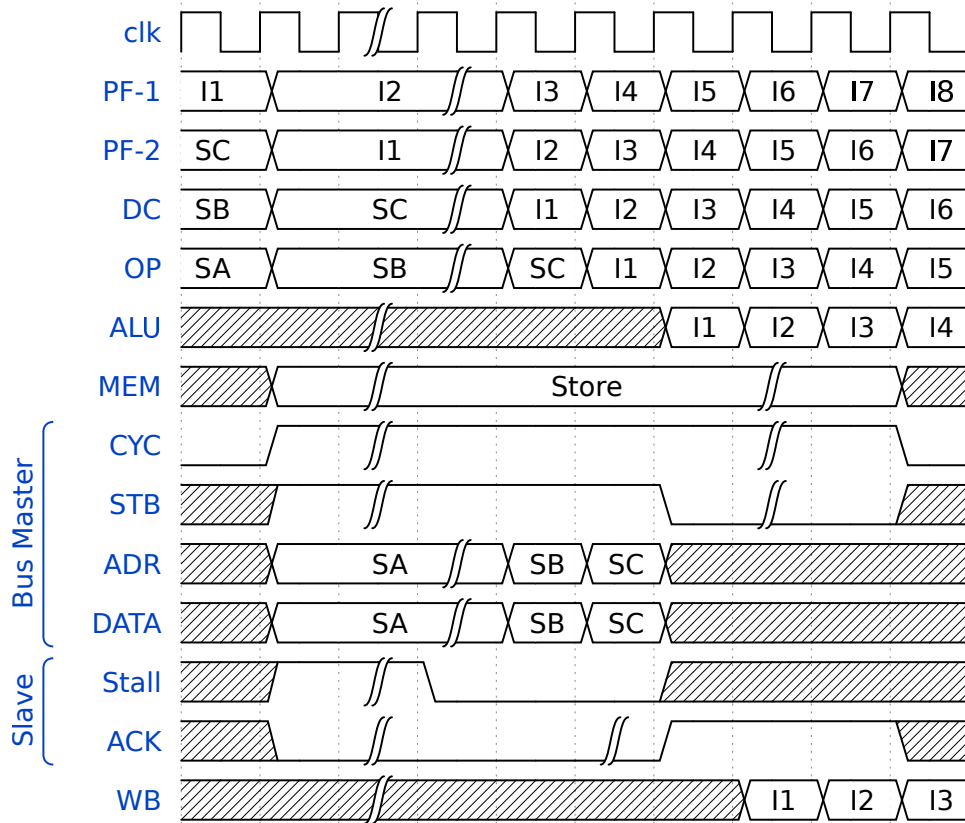 clk
PF-1 I1 I2 I3 I4 I5 I6 I7 I8
PF-2 SC I1 I2 I3 I4 I5 I6 I7
DC SB SC I1 I2 I3 I4 I5 I6
OP SA SB SC I1 I2 I3 I4 I5
ALU I1 I2 I3 I4
MEM Store
Bus Master
CYC
STB
ADR SA SB SC
DATA SA SB SC
Slave
Stall
ACK
WB I1 I2 I3